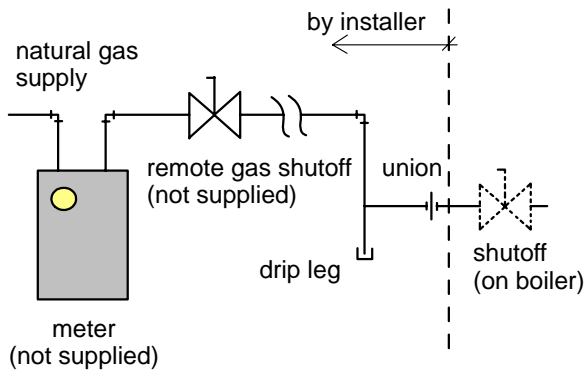 by installer
natural gas
supply
remote gas shutoff
(not supplied)
union
drip leg
shutoff
(on boiler)
meter
(not supplied)